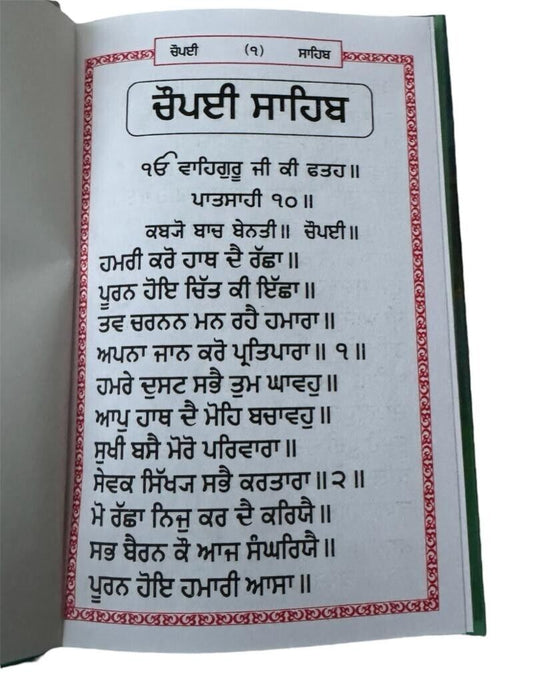 ਚੌਪਈ (੧) ਸਾਹਿਬ
ਚੌਪਈ ਸਾਹਿਬ
ੴ ਵਾਹਿਗੁਰੂ ਜੀ ਕੀ ਫਤਹ॥
ਪਾਤਸਾਹੀ ੧੦॥
ਕਬ੍ਯੋ ਬਾਚ ਬੇਨਤੀ॥ ਚੌਪਈ॥
ਹਮਰੀ ਕਰੋ ਹਾਥ ਦੈ ਰੱਛਾ॥
ਪੂਰਨ ਹੋਇ ਚਿੱਤ ਕੀ ਇੱਛਾ॥
ਤਵ ਚਰਨਨ ਮਨ ਰਹੈ ਹਮਾਰਾ॥
ਅਪਨਾ ਜਾਨ ਕਰੋ ਪ੍ਰਤਿਪਾਰਾ॥ ੧॥
ਹਮਰੇ ਦੁਸਟ ਸਭੈ ਤੁਮ ਘਾਵਹੁ॥
ਆਪੁ ਹਾਥ ਦੈ ਮੋਹਿ ਬਚਾਵਹੁ॥
ਸੁਖੀ ਬਸੈ ਮੋਰੋ ਪਰਿਵਾਰਾ॥
ਸੇਵਕ ਸਿੱਖ੍ਯ ਸਭੈ ਕਰਤਾਰਾ॥੨॥
ਮੋ ਰੱਛਾ ਨਿਜੁ ਕਰ ਦੈ ਕਰਿਯੈ॥
ਸਭ ਬੈਰਨ ਕੌ ਆਜ ਸੰਘਰਿਯੈ॥
ਪੂਰਨ ਹੋਇ ਹਮਾਰੀ ਆਸਾ॥